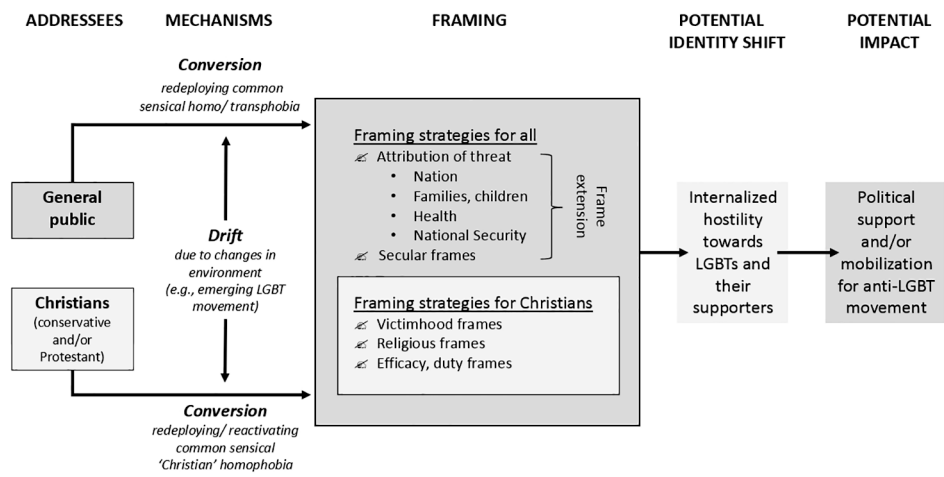 ADDRESSEES
MECHANISMS
FRAMING
POTENTIAL
IDENTITY SHIFT
POTENTIAL
IMPACT
Conversion
redeploying common
sensical homo/ transphobia
General
public
Drift
due to changes in
environment
(e.g., emerging LGBT
movement)
Christians
(conservative
and/or
Protestant)
Conversion
redeploying/ reactivating
common sensical
‘Christian’ homophobia
Framing strategies for all
Attribution of threat
• Nation
• Families, children
• Health
• National Security
Secular frames
Frame
extension
Framing strategies for Christians
Victimhood frames
Religious frames
Efficacy, duty frames
Internalized
hostility
towards
LGBTs and
their
supporters
Political
support
and/or
mobilization
for anti-LGBT
movement